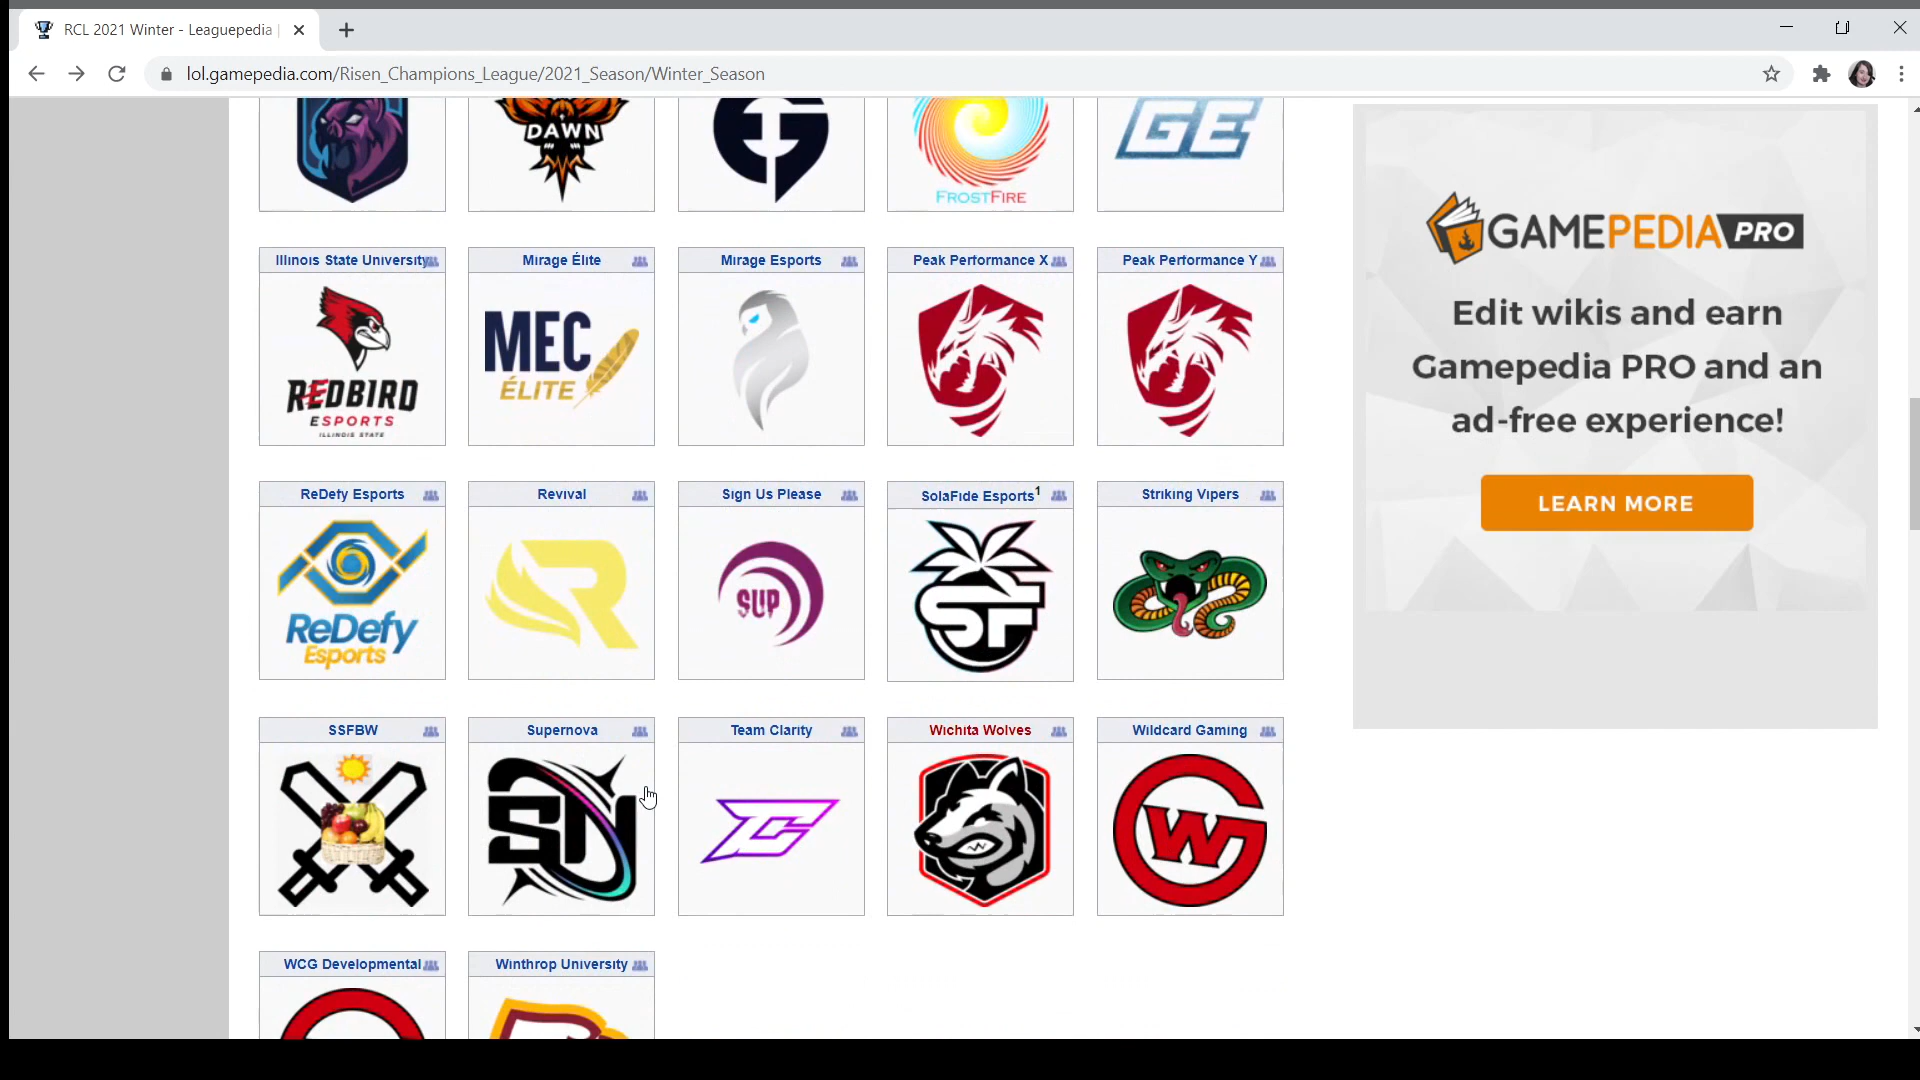 RCL 2021 Winter - Leaguepedia |
lol.gamepedia.com/Risen_Champions_League/2021_Season/Winter_Season
DAWN
FROSTFIRE
GE
GAMEPEDIA PRO
Edit wikis and earn
Gamepedia PRO and an
ad-free experience!
LEARN MORE
Illinois State University
Mirage Élite
Mirage Esports
Peak Performance X
Peak Performance Y
REDBIRD
ESPORTS
ILLINOIS STATE
MEC
ÉLITE
ReDefy Esports
Revival
Sign Us Please
SolaFide Esports1
Striking Vipers
ReDefy
Esports
R
SUP
SF
SSFBW
Supernova
Team Clarity
Wichita Wolves
Wildcard Gaming
SN
W
WCG Developmental
Winthrop University